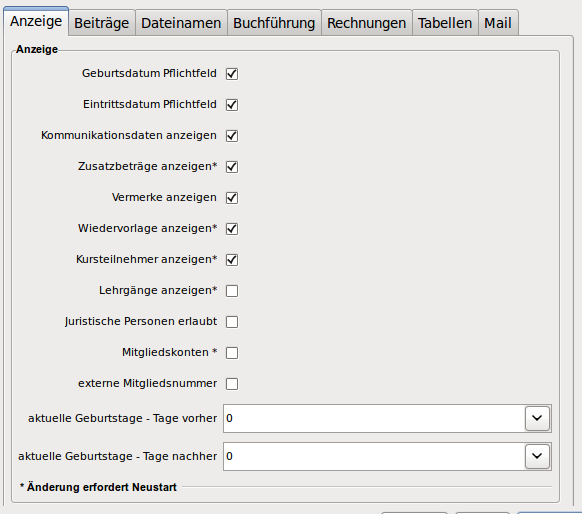 Anzeige Beiträge Dateinamen Buchführung Rechnungen Tabellen Mail
Anzeige
Geburtsdatum Pflichtfeld
Eintrittsdatum Pflichtfeld
Kommunikationsdaten anzeigen
Zusatzbeträge anzeigen*
Vermerke anzeigen
Wiedervorlage anzeigen*
Kursteilnehmer anzeigen*
Lehrgänge anzeigen*
Juristische Personen erlaubt
Mitgliedskonten *
externe Mitgliedsnummer
aktuelle Geburtstage - Tage vorher 0
aktuelle Geburtstage - Tage nachher 0
* Änderung erfordert Neustart